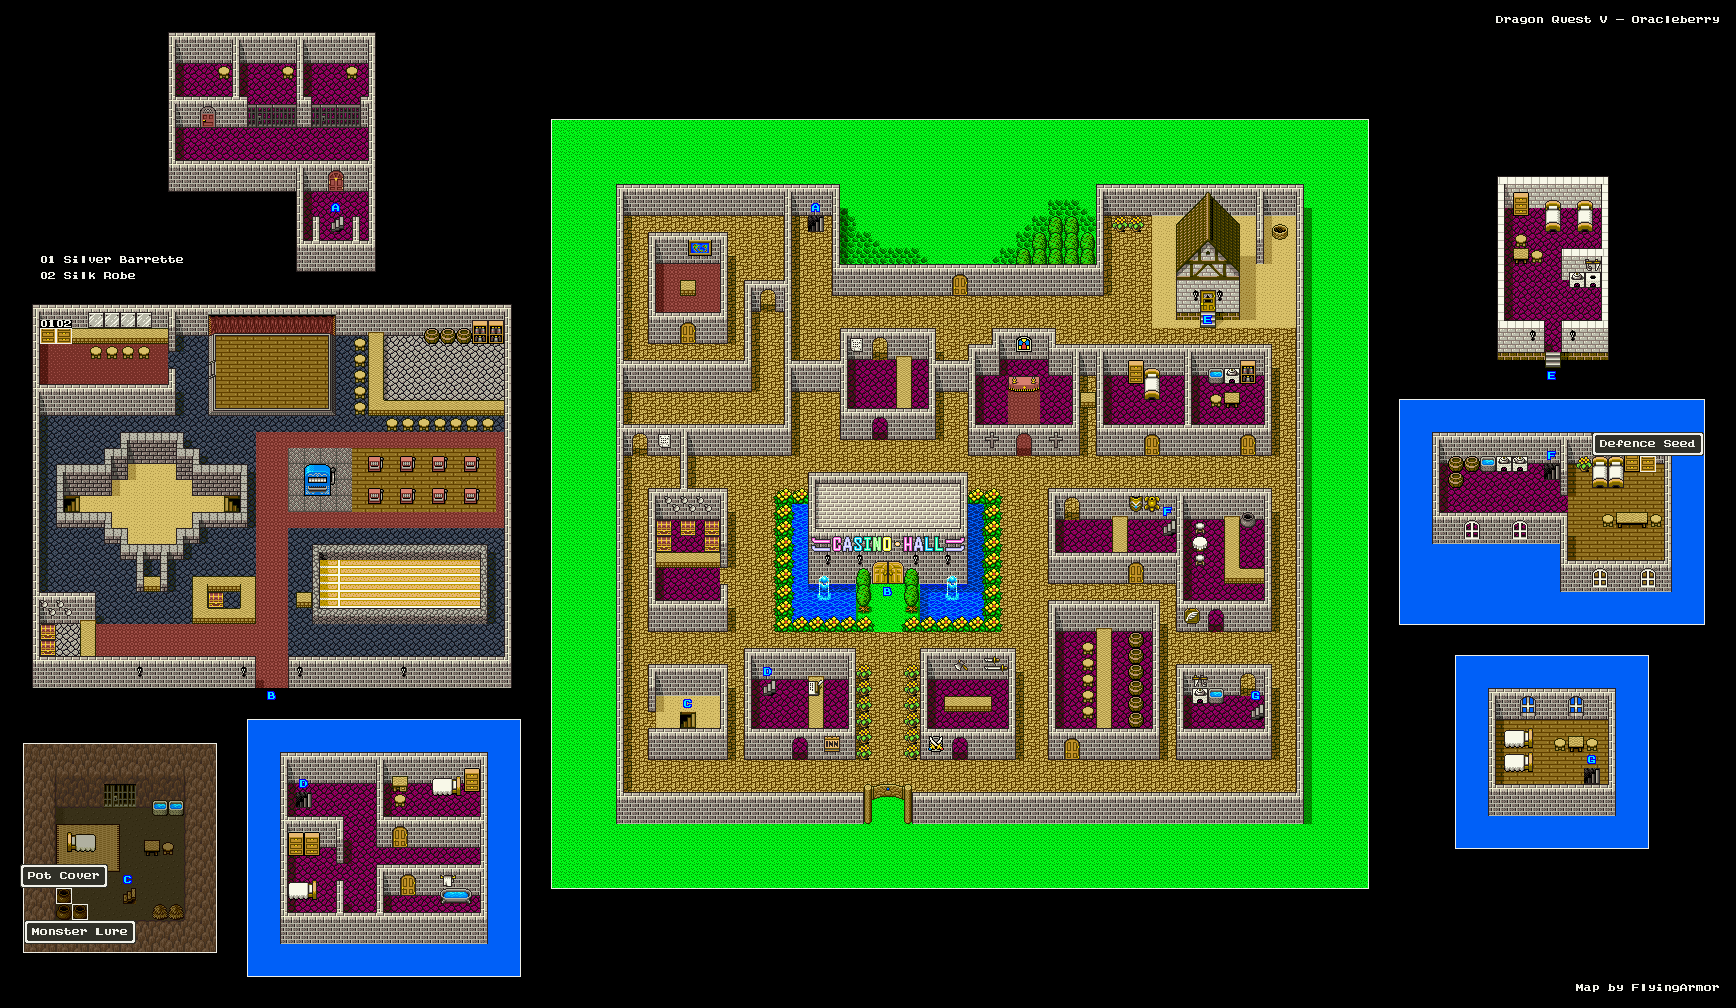 Dragon Quest V — Oracleberry
A
A
A
01 Silver Barrette
02 Silk Robe
E
0102
E
Defence Seed
F
F
CASINO·HALL
B
B
D
C
G
INN
G
D
Pot Cover
C
Monster Lure
Map by FlyingArmor